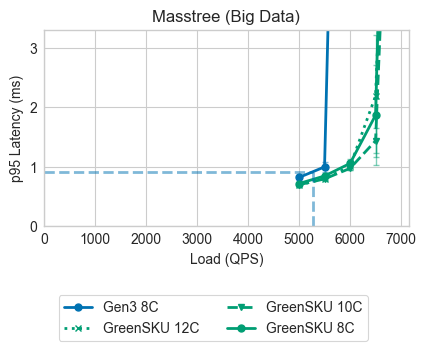 Masstree (Big Data)
p95 Latency (ms)
3
2
1
0
0 1000 2000 3000 4000 5000 6000 7000
Load (QPS)
Gen3 8C GreenSKU 10C
GreenSKU 12C GreenSKU 8C